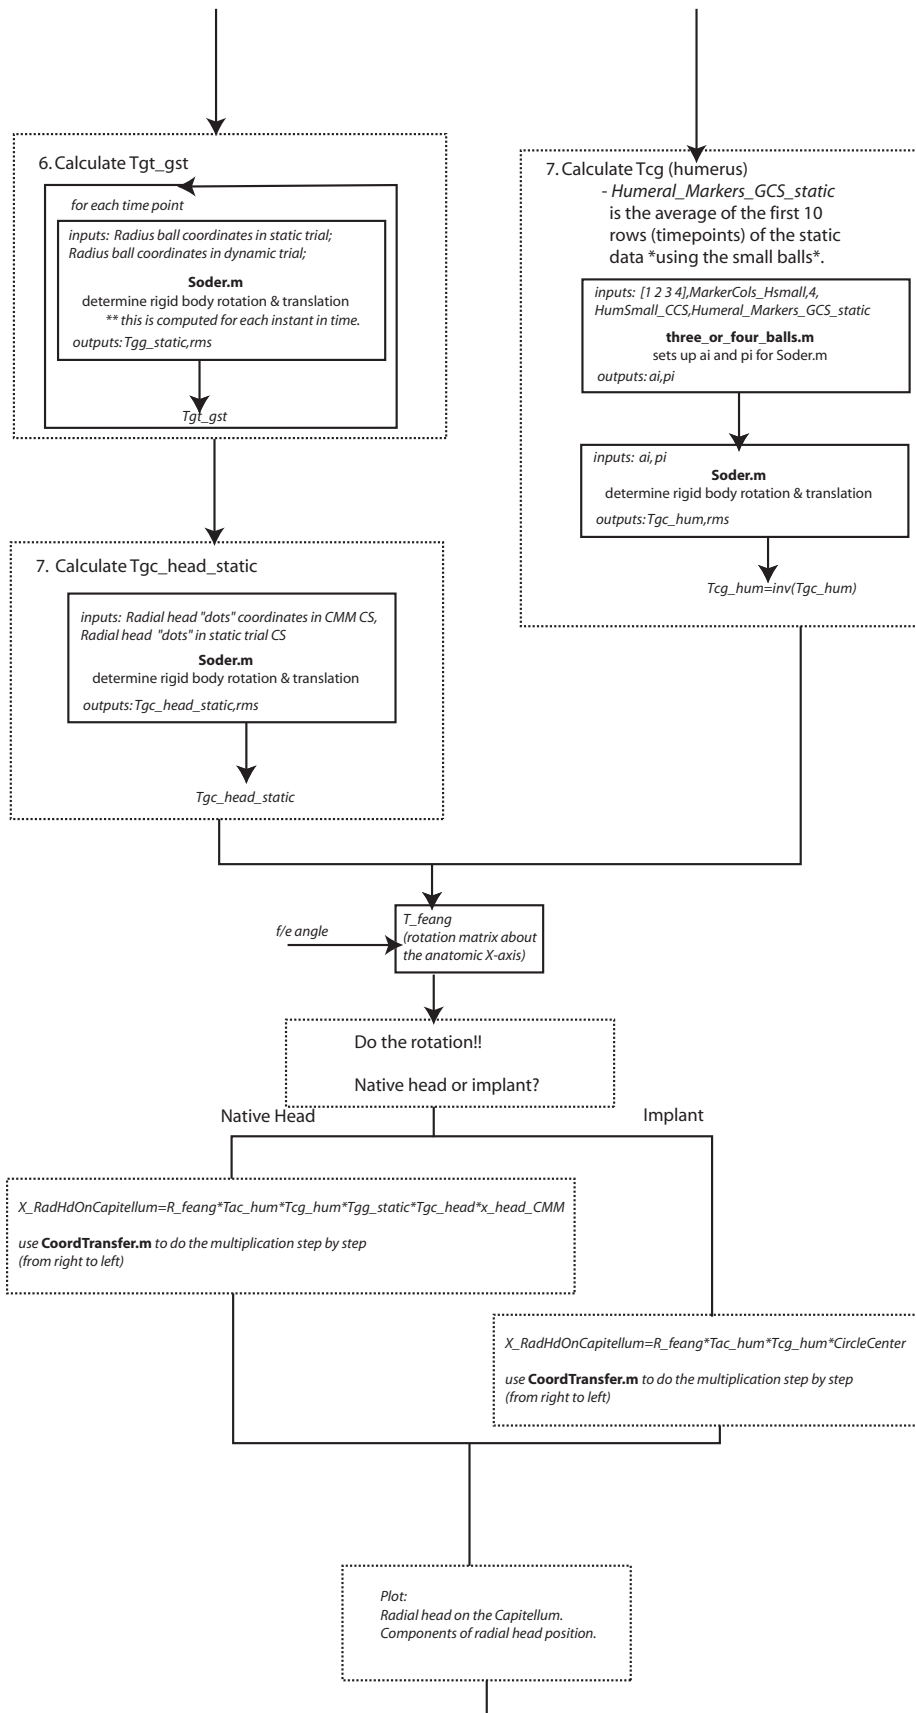 6. Calculate Tgt_gst
for each time point
inputs: Radius ball coordinates in static trial;
Radius ball coordinates in dynamic trial;
Soder.m
determine rigid body rotation & translation
** this is computed for each instant in time.
outputs: Tgg_static,rms
Tgt_gst
7. Calculate Tcg (humerus)
- Humeral_Markers_GCS_static
is the average of the first 10
rows (timepoints) of the static
data *using the small balls*.
inputs: [1 2 3 4],MarkerCols_Hsmall,4,
HumSmall_CCS,Humeral_Markers_GCS_static
three_or_four_balls.m
sets up ai and pi for Soder.m
outputs: ai,pi
inputs: ai,pi
Soder.m
determine rigid body rotation & translation
outputs:Tgc_hum,rms
Tcg_hum=inv(Tgc_hum)
7. Calculate Tgc_head_static
inputs: Radial head "dots" coordinates in CMM CS,
Radial head "dots" in static trial CS
Soder.m
determine rigid body rotation & translation
outputs:Tgc_head_static,rms
Tgc_head_static
f/e angle
T_feang
(rotation matrix about
the anatomic X-axis)
Do the rotation!!
Native head or implant?
Native Head
Implant
X_RadHdOnCapitellum=R_feang*Tac_hum*Tcg_hum*Tgg_static*Tgc_head*x_head_CMM
use CoordTransfer.m to do the multiplication step by step
(from right to left)
X_RadHdOnCapitellum=R_feang*Tac_hum*Tcg_hum*CircleCenter
use CoordTransfer.m to do the multiplication step by step
(from right to left)
Plot:
Radial head on the Capitellum.
Components of radial head position.